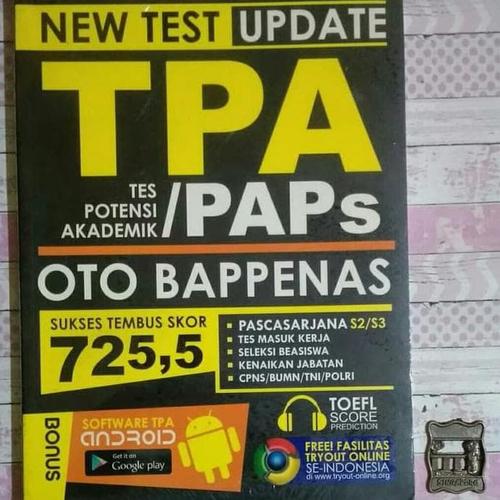 NEW TEST UPDATE
TPA
TES
POTENSI
AKADEMIK
/PAPs
OTO BAPPENAS
SUKSES TEMBUS SKOR
725,5
PASCASARJANA S2/S3
TES MASUK KERJA
SELEKSI BEASISWA
KENAIKAN JABATAN
CPNS/BUMN/TNI/POLRI
BONUS
SOFTWARE TPA
ANDROID
Get it on
Google play
TOEFL
SCORE
PREDICTION
FREE! FASILITAS
TRYOUT ONLINE
SE-INDONESIA
di www.tryout-online.org
SINGAPORE